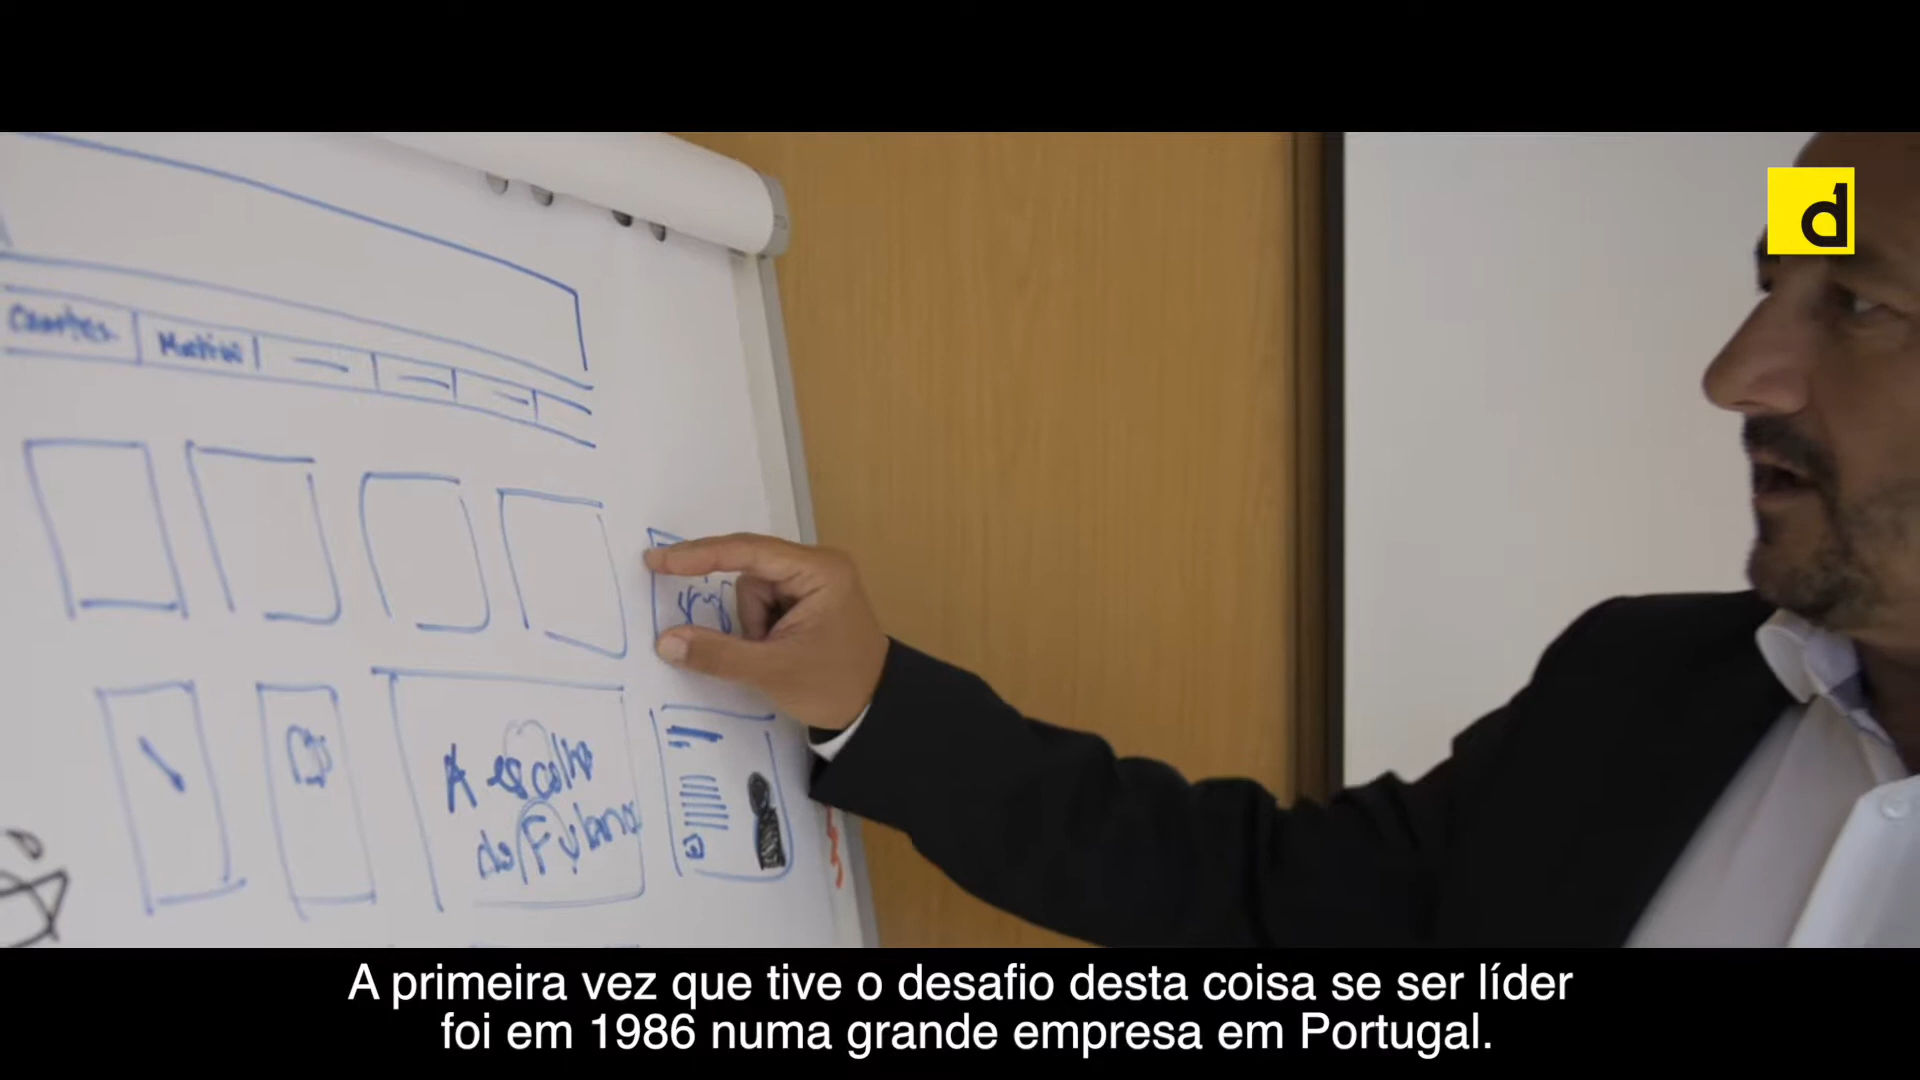 d
Matriz
A escolha
do Fulano
A primeira vez que tive o desafio desta coisa se ser líder
foi em 1986 numa grande empresa em Portugal.